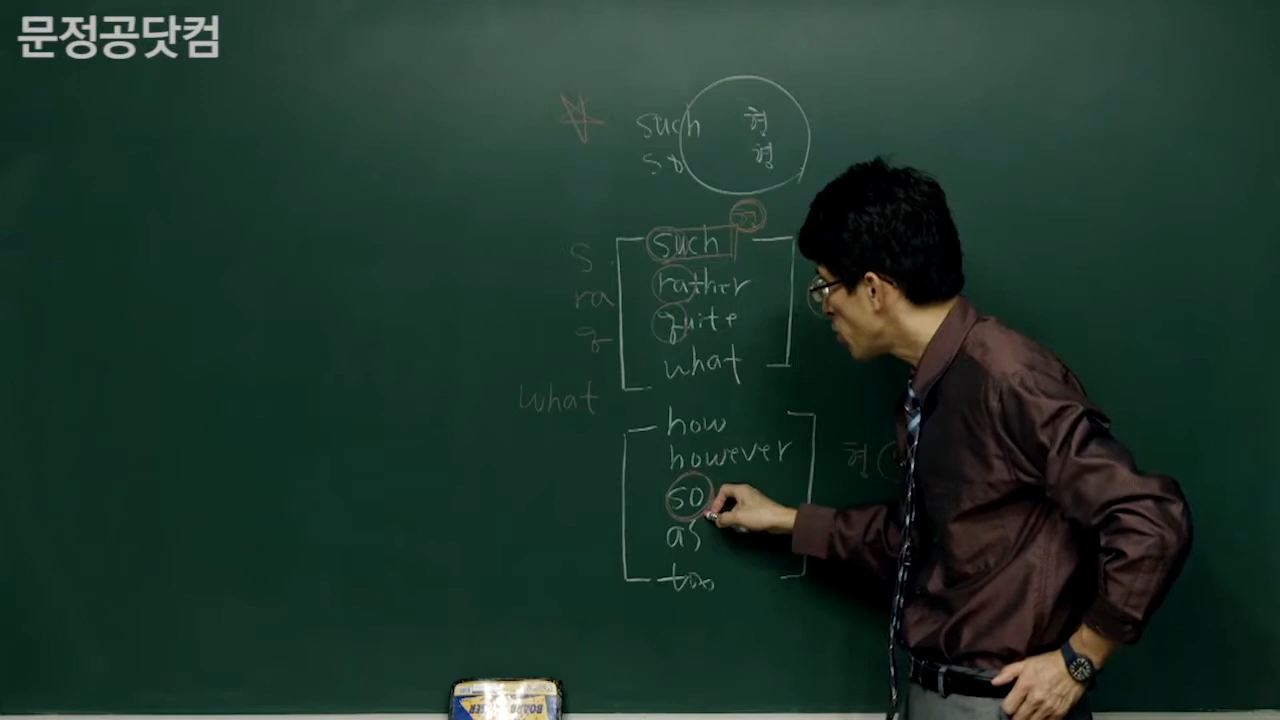 문정공닷컴
such 형
so 형
such
s
rather
ra
quite
q
what
what
how
however
형
so
as
too